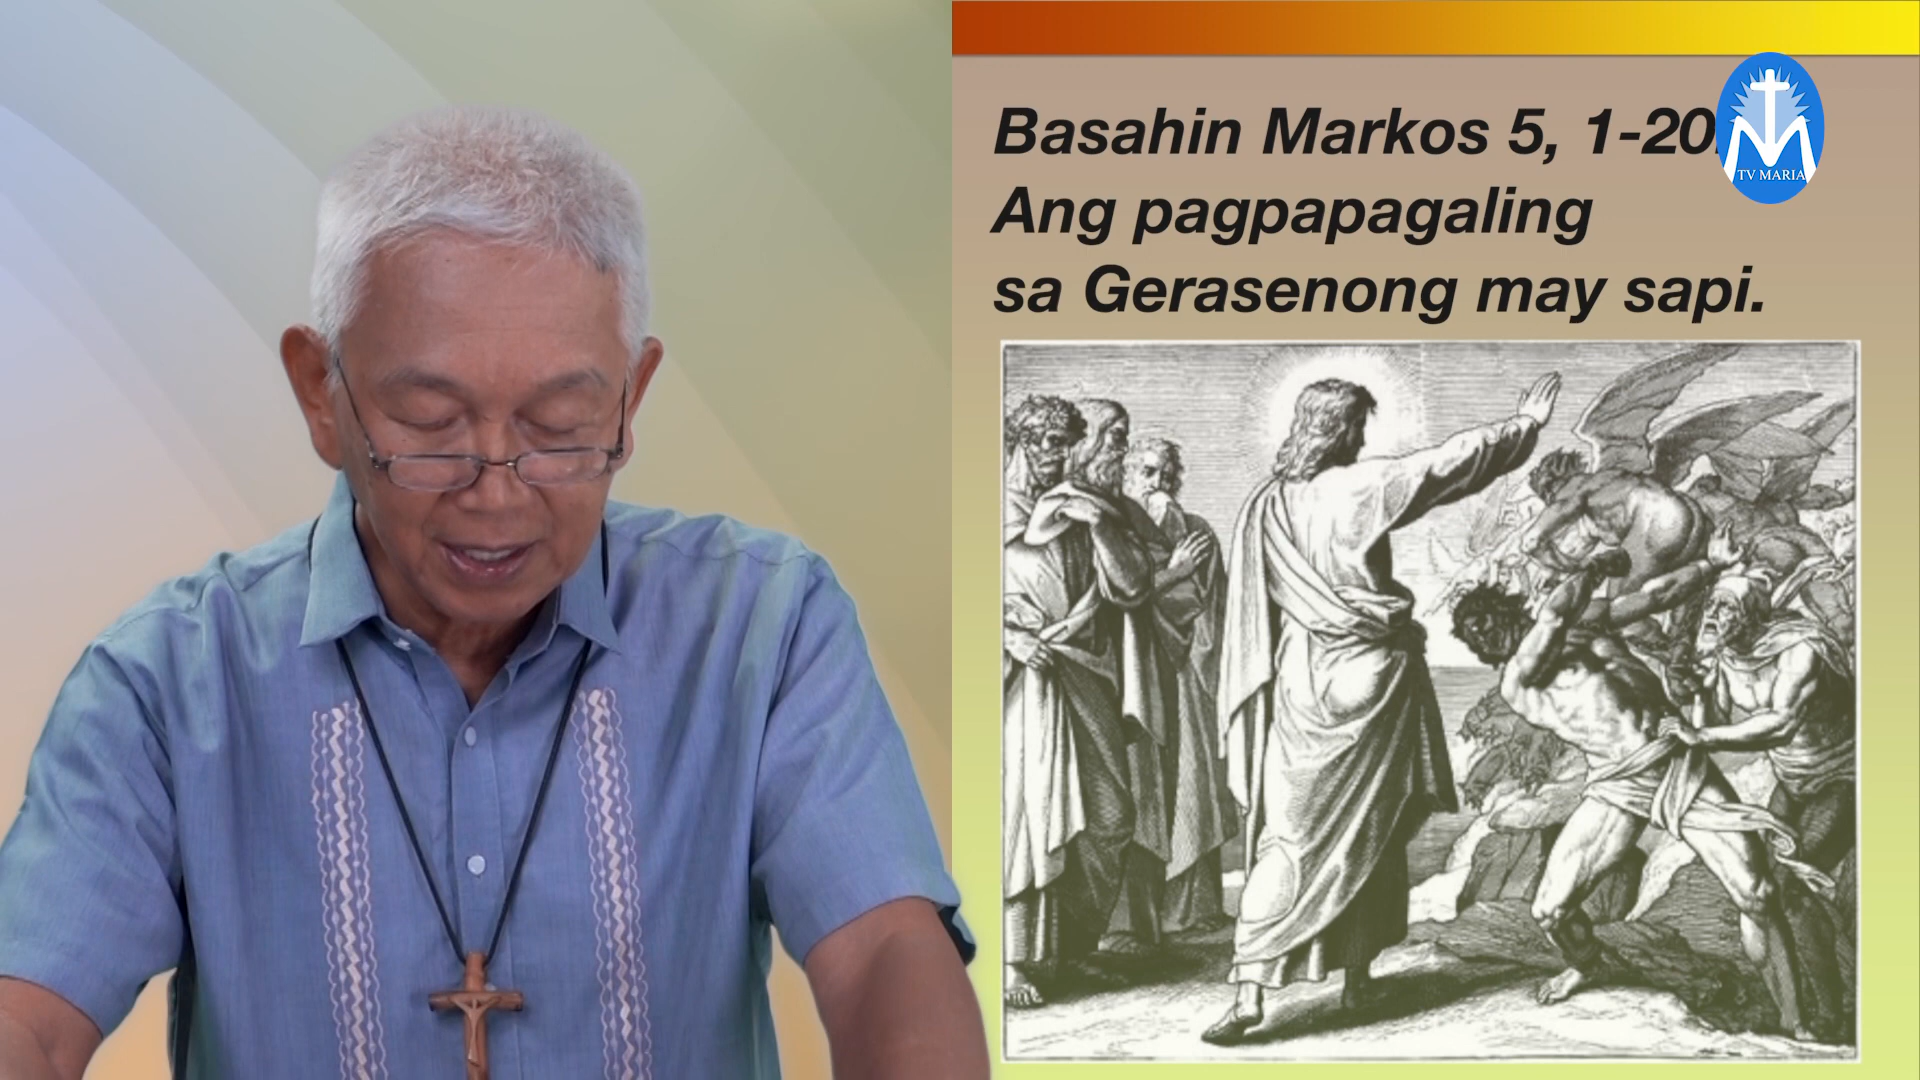 Basahin Markos 5, 1-20.
Ang pagpapagaling
sa Gerasenong may sapi.
TV MARIA